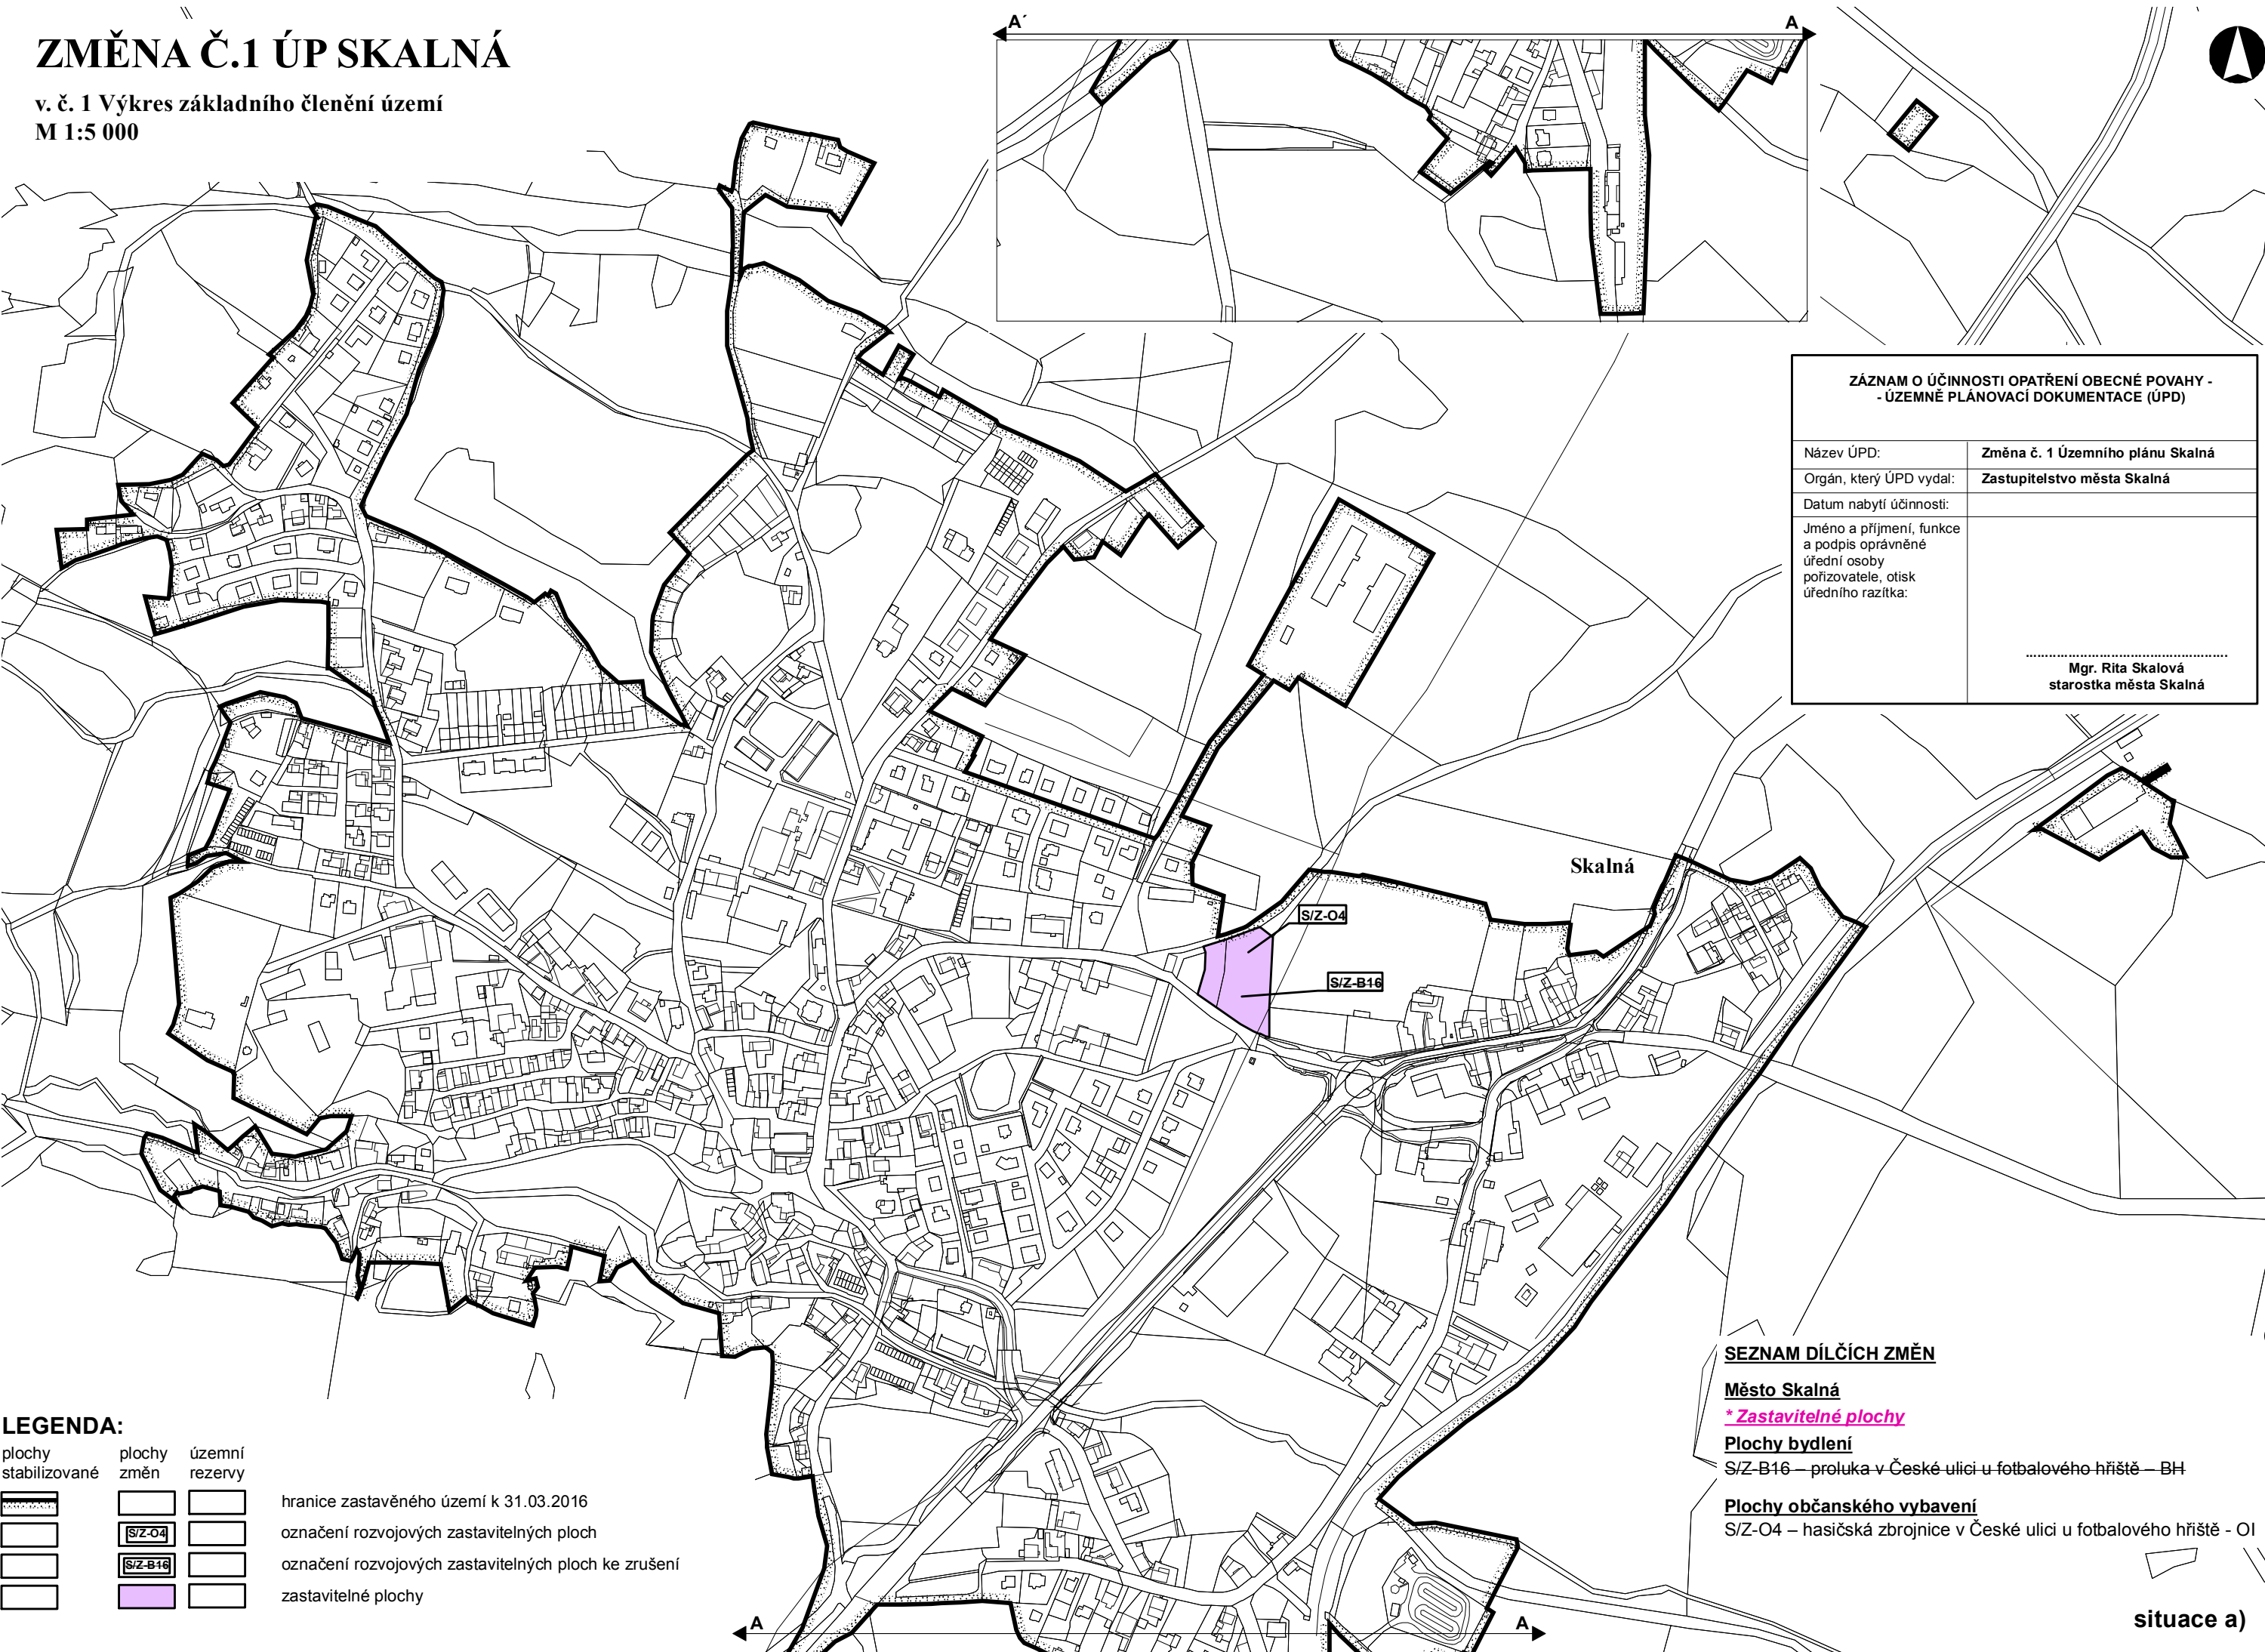 ZMĚNA Č.1 ÚP SKALNÁ
v. č. 1 Výkres základního členění území
M 1:5 000
A´
A
ZÁZNAM O ÚČINNOSTI OPATŘENÍ OBECNÉ POVAHY -
- ÚZEMNĚ PLÁNOVACÍ DOKUMENTACE (ÚPD)
Název ÚPD:
Změna č. 1 Územního plánu Skalná
Orgán, který ÚPD vydal:
Zastupitelstvo města Skalná
Datum nabytí účinnosti:
Jméno a příjmení, funkce
a podpis oprávněné
úřední osoby
pořizovatele, otisk
úředního razítka:
Mgr. Rita Skalová
starostka města Skalná
Skalná
S/Z-O4
S/Z-B16
SEZNAM DÍLČÍCH ZMĚN
Město Skalná
* Zastavitelné plochy
Plochy bydlení
S/Z-B16 – proluka v České ulici u fotbalového hřiště – BH
Plochy občanského vybavení
S/Z-O4 – hasičská zbrojnice v České ulici u fotbalového hřiště - OI
LEGENDA:
plochy
stabilizované
plochy
změn
územní
rezervy
hranice zastavěného území k 31.03.2016
S/Z-O4
označení rozvojových zastavitelných ploch
S/Z-B16
označení rozvojových zastavitelných ploch ke zrušení
zastavitelné plochy
A
A
situace a)